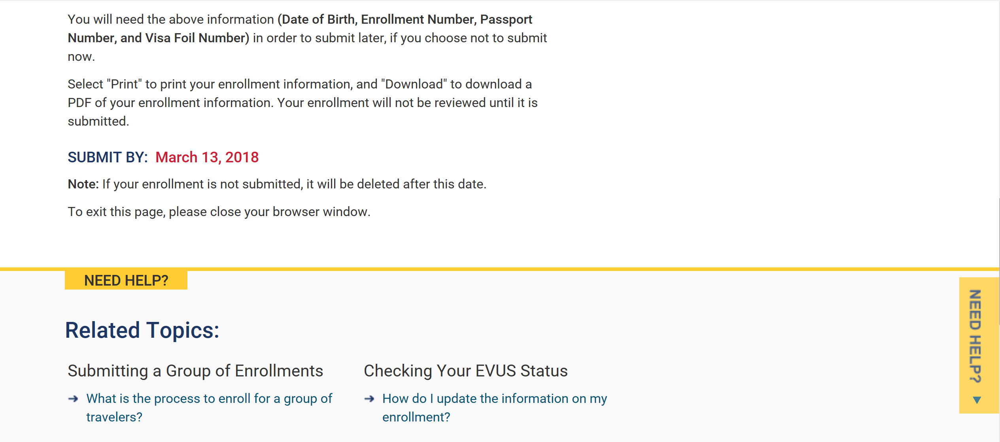 You will need the above information (Date of Birth, Enrollment Number, Passport
Number, and Visa Foil Number) in order to submit later, if you choose not to submit
now.
Select "Print" to print your enrollment information, and "Download" to download a
PDF of your enrollment information. Your enrollment will not be reviewed until it is
submitted.
SUBMIT BY: March 13, 2018
Note: If your enrollment is not submitted, it will be deleted after this date.
To exit this page, please close your browser window.
NEED HELP?
NEED HELP?
Related Topics:
Submitting a Group of Enrollments
What is the process to enroll for a group of
travelers?
Checking Your EVUS Status
How do I update the information on my
enrollment?